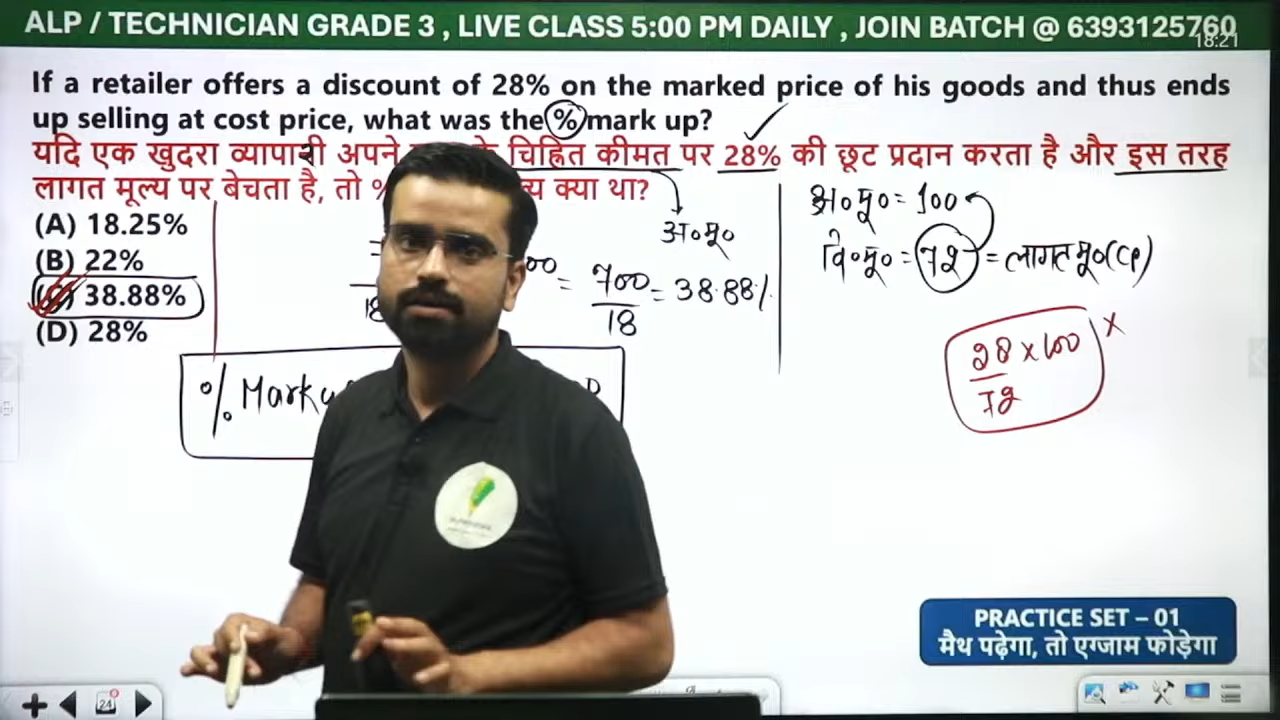 ALP / TECHNICIAN GRADE 3 , LIVE CLASS 5:00 PM DAILY , JOIN BATCH @ 6393125760
18:21
If a retailer offers a discount of 28% on the marked price of his goods and thus ends
up selling at cost price, what was the % mark up?
यदि एक खुदरा व्यापारी अपने चिह्नित कीमत पर 28% की छूट प्रदान करता है और इस तरह
लागत मूल्य पर बेचता है, तो % क्या था?
(A) 18.25%
(B) 22%
(C) 38.88%
(D) 28%
अ०मू०
= 700/18 = 38.88%
18
% Marku
अ०मू० = 100
वि०मू० = 72 = लागत मू०(CP)
28/72 × 100 ×
PRACTICE SET – 01
मैथ पढ़ेगा, तो एग्जाम फोड़ेगा
24